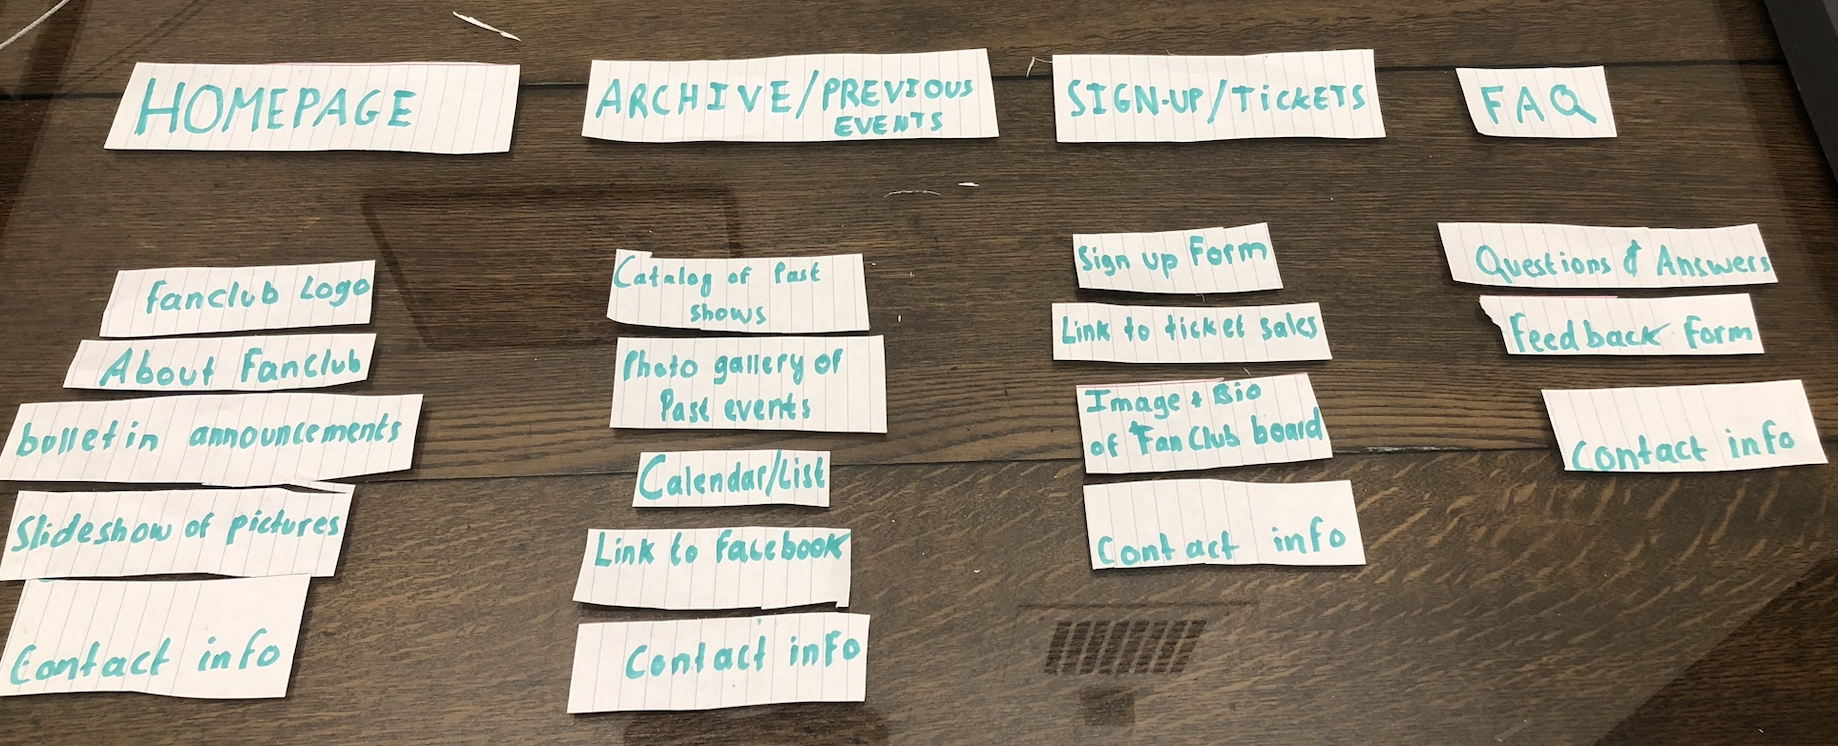 HOMEPAGE
fanclub Logo
About Fanclub
bulletin announcements
Slideshow of pictures
Contact info
ARCHIVE/PREVIOUS
EVENTS
Catalog of Past
shows
Photo gallery of
Past events
Calendar/List
Link to facebook
Contact info
SIGN-UP/TICKETS
Sign up Form
Link to ticket sales
Image + Bio
of Fan Club board
Contact info
FAQ
Questions & Answers
Feedback form
Contact info